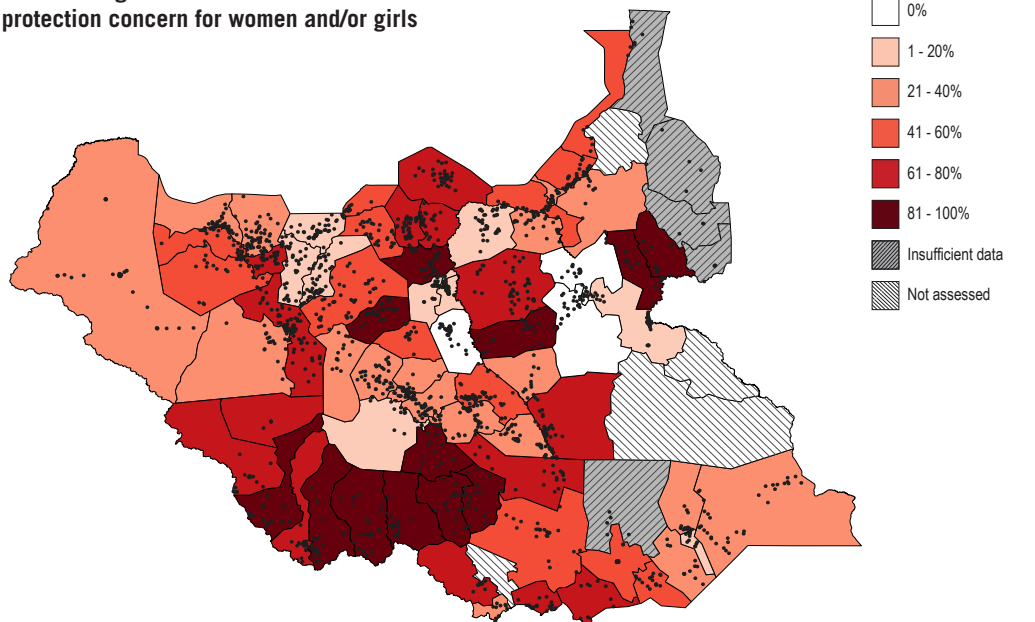 protection concern for women and/or girls
0%
1 - 20%
21 - 40%
41 - 60%
61 - 80%
81 - 100%
Insufficient data
Not assessed